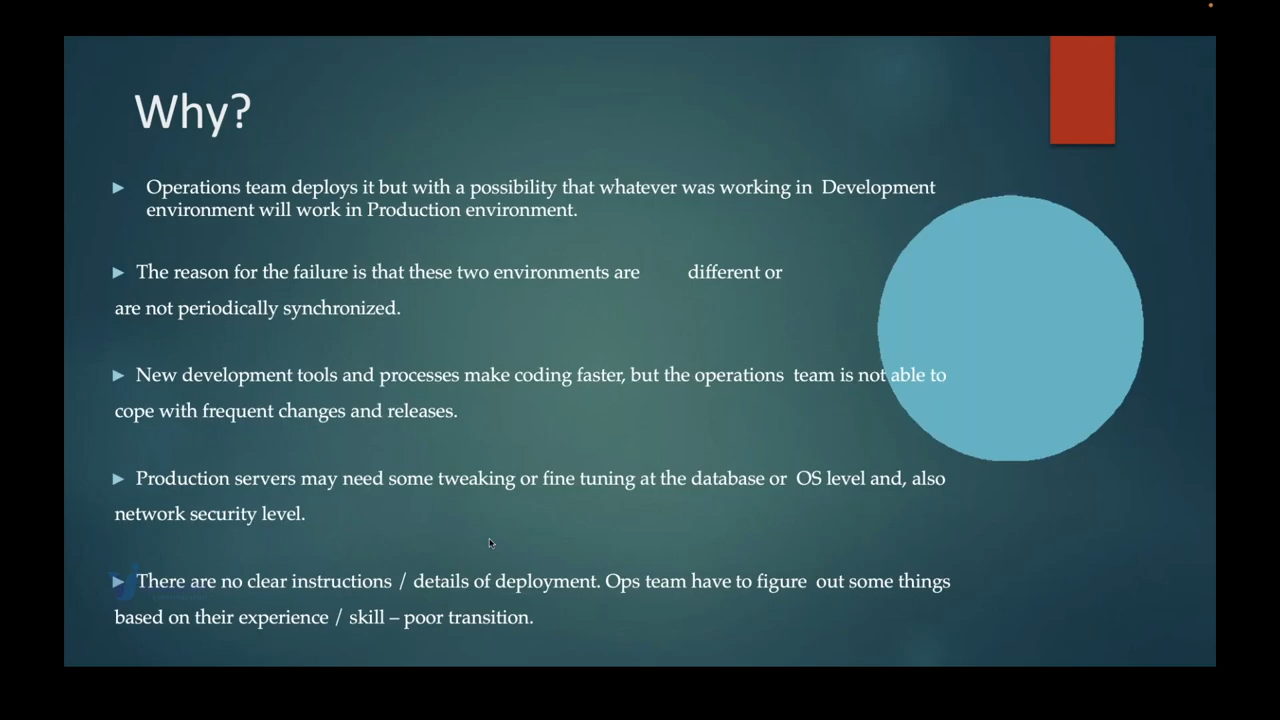 Why?
Operations team deploys it but with a possibility that whatever was working in Development
environment will work in Production environment.
The reason for the failure is that these two environments are different or
are not periodically synchronized.
New development tools and processes make coding faster, but the operations team is not able to
cope with frequent changes and releases.
Production servers may need some tweaking or fine tuning at the database or OS level and, also
network security level.
There are no clear instructions / details of deployment. Ops team have to figure out some things
based on their experience / skill – poor transition.